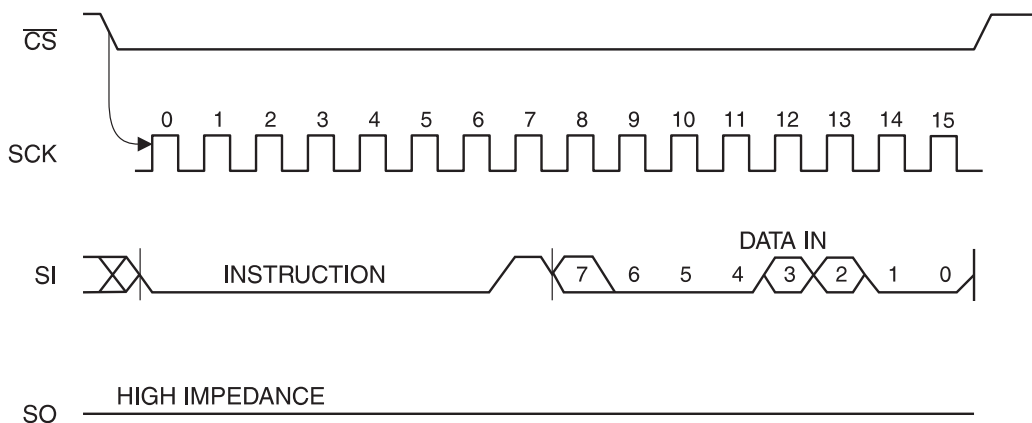 CS
0 1 2 3 4 5 6 7 8 9 10 11 12 13 14 15
SCK
DATA IN
SI
INSTRUCTION
7 6 5 4 3 2 1 0
HIGH IMPEDANCE
SO